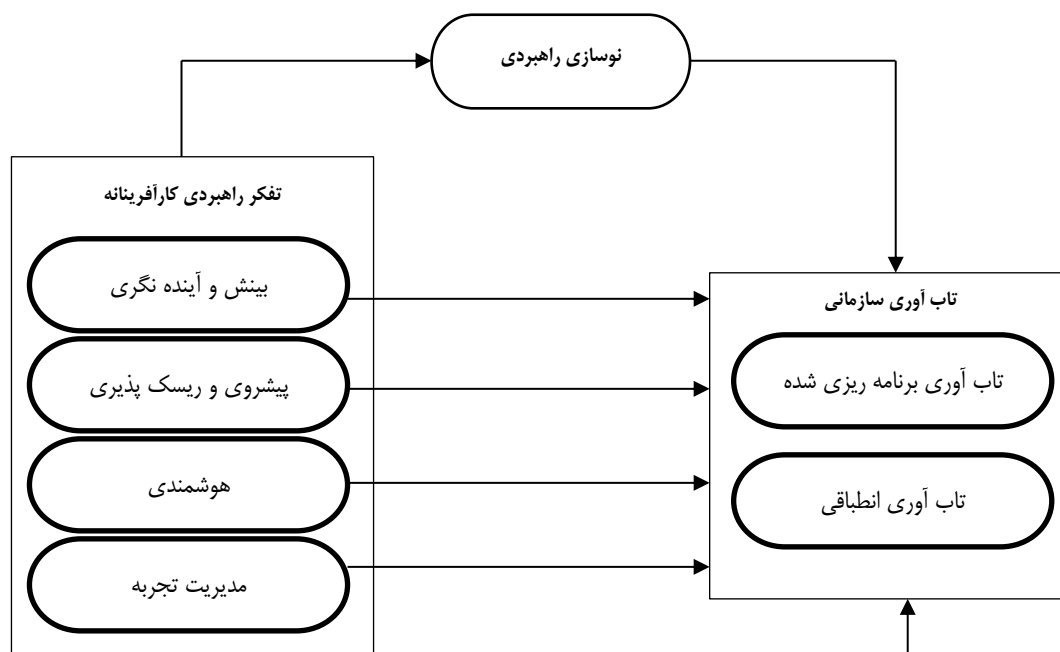 نوسازی راهبردی
تفکر راهبردی کارآفرینانه
بینش و آینده نگری
پیشروی و ریسک پذیری
هوشمندی
مدیریت تجربه
تاب آوری سازمانی
تاب آوری برنامه ریزی شده
تاب آوری انطباقی